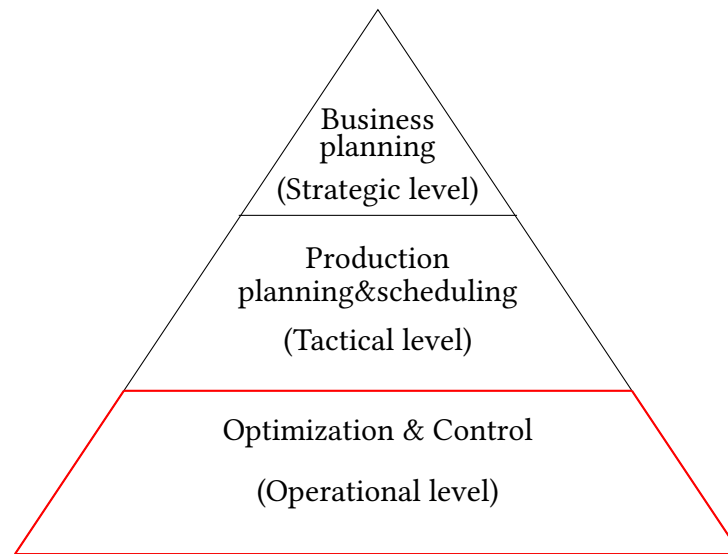 Business
planning
(Strategic level)
Production
planning&scheduling
(Tactical level)
Optimization & Control
(Operational level)